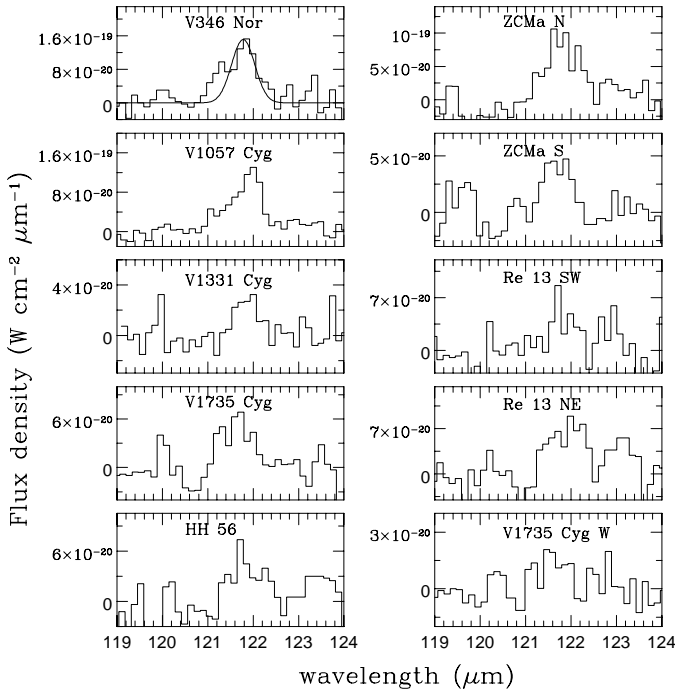 V346 Nor
1.6×10⁻¹⁹
8×10⁻²⁰
0
ZCMa N
10⁻¹⁹
5×10⁻²⁰
0
V1057 Cyg
1.6×10⁻¹⁹
8×10⁻²⁰
0
ZCMa S
5×10⁻²⁰
0
V1331 Cyg
4×10⁻²⁰
0
Re 13 SW
7×10⁻²⁰
0
V1735 Cyg
6×10⁻²⁰
0
Re 13 NE
7×10⁻²⁰
0
HH 56
6×10⁻²⁰
0
V1735 Cyg W
3×10⁻²⁰
0
119 120 121 122 123 124
119 120 121 122 123 124
Flux density (W cm⁻² μm⁻¹)
wavelength (μm)